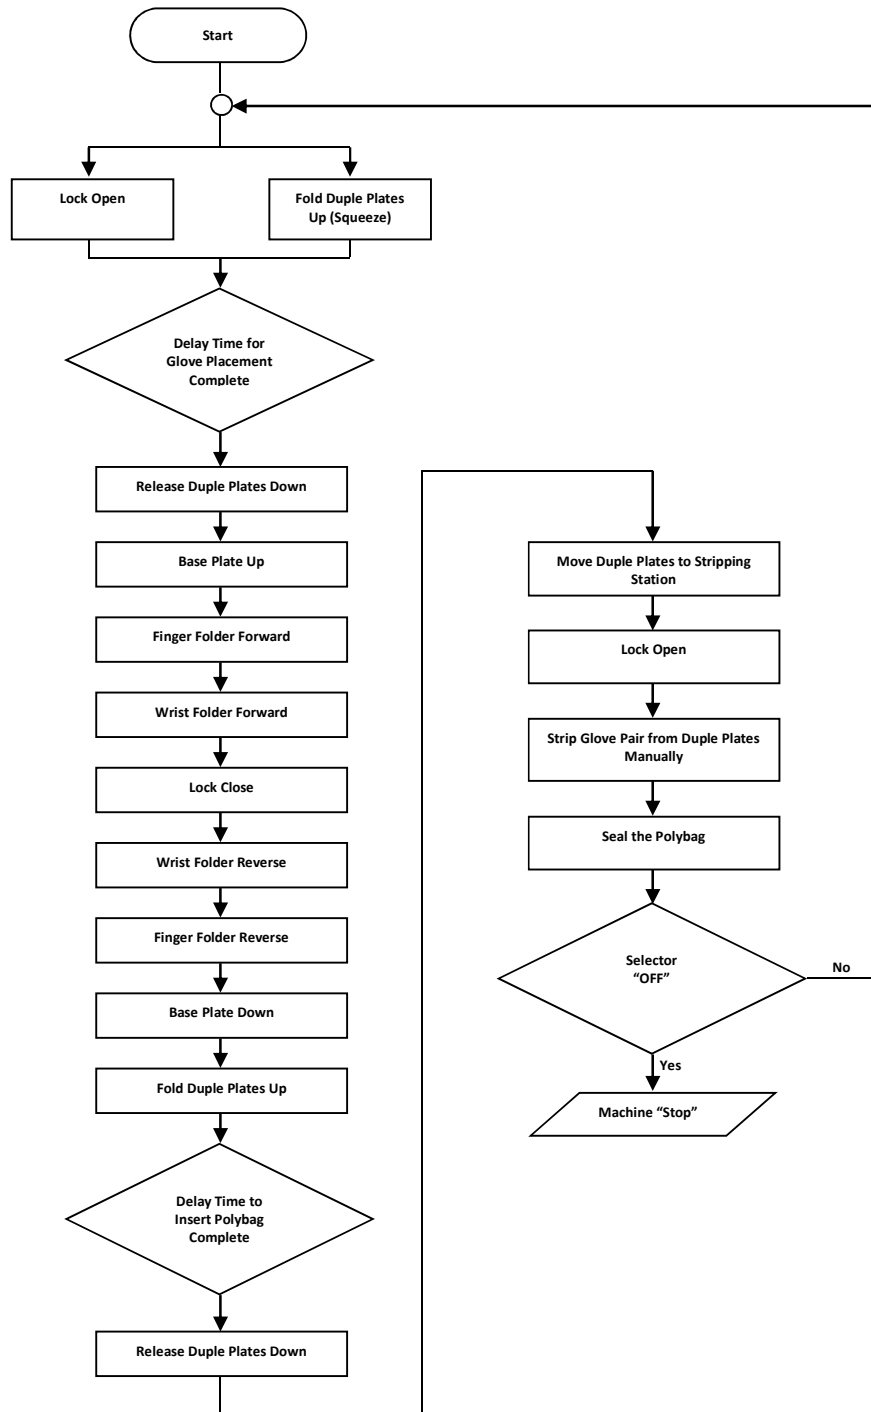 Start
Lock Open
Fold Duple Plates
Up (Squeeze)
Delay Time for
Glove Placement
Complete
Release Duple Plates Down
Base Plate Up
Finger Folder Forward
Wrist Folder Forward
Lock Close
Wrist Folder Reverse
Finger Folder Reverse
Base Plate Down
Fold Duple Plates Up
Delay Time to
Insert Polybag
Complete
Release Duple Plates Down
Move Duple Plates to Stripping
Station
Lock Open
Strip Glove Pair from Duple Plates
Manually
Seal the Polybag
Selector
“OFF”
No
Yes
Machine “Stop”